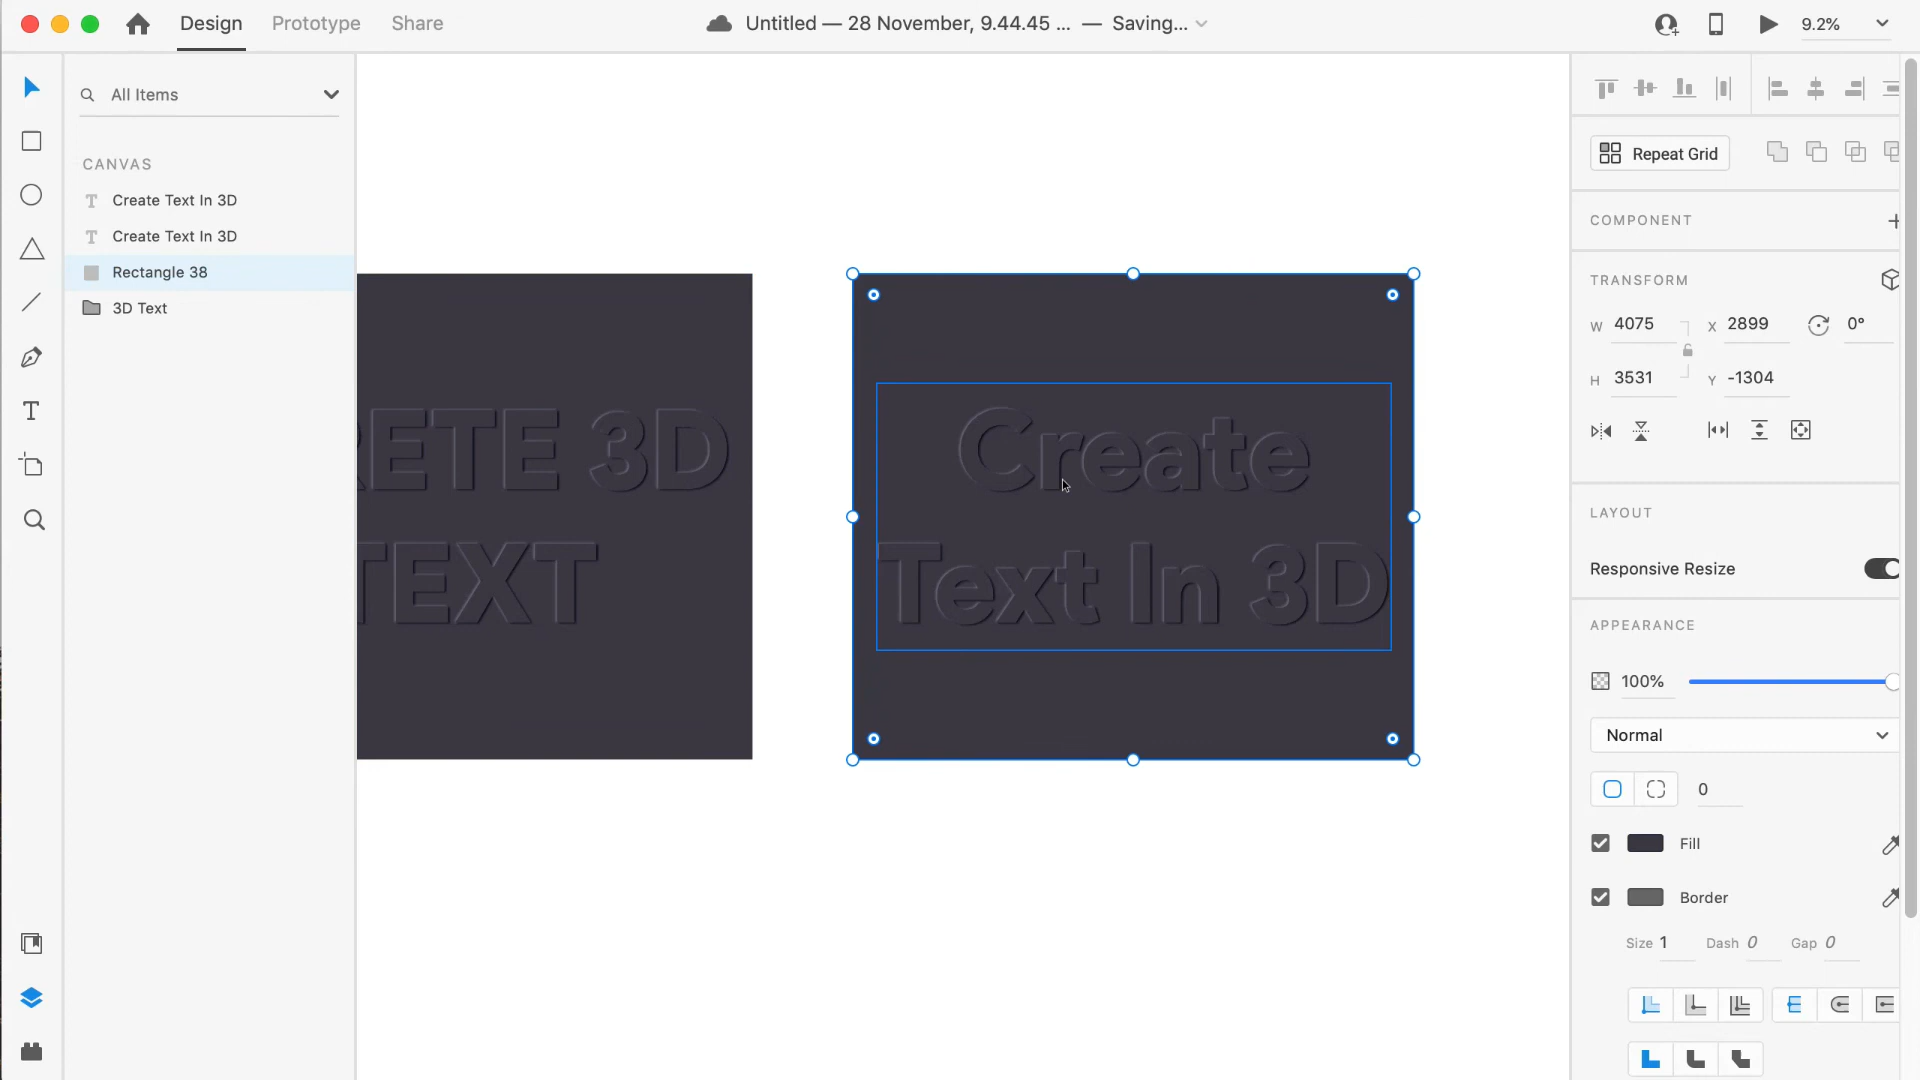 Design Prototype Share Untitled — 28 November, 9.44.45 ... — Saving... 9.2%
All Items
CANVAS
Create Text In 3D
Create Text In 3D
Rectangle 38
3D Text
RETE 3D
TEXT
Create
Text In 3D
Repeat Grid
COMPONENT
TRANSFORM
W 4075 X 2899 0°
H 3531 Y -1304
LAYOUT
Responsive Resize
APPEARANCE
100%
Normal
0
Fill
Border
Size 1 Dash 0 Gap 0